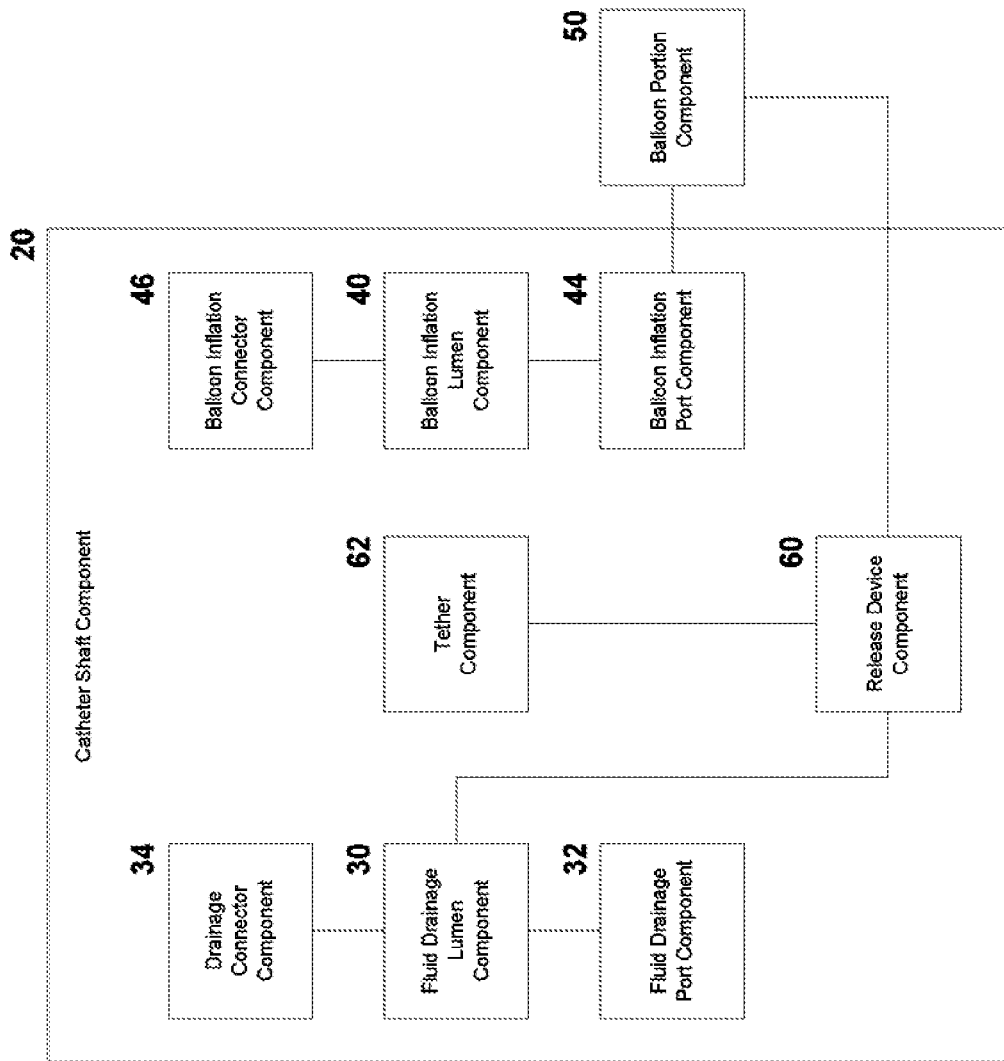 20
Catheter Shaft Component
34
Drainage
Connector
Component
30
Fluid Drainage
Lumen
Component
32
Fluid Drainage
Port Component
62
Tether
Component
60
Release Device
Component
46
Balloon Inflation
Connector
Component
40
Balloon Inflation
Lumen
Component
44
Balloon Inflation
Port Component
50
Balloon Portion
Component